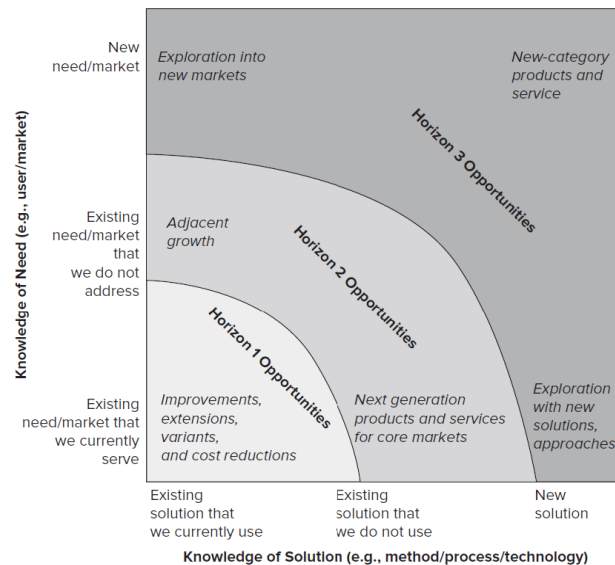 New
need/market
Exploration into
new markets
New-category
products and
service
Horizon 3 Opportunities
Knowledge of Need (e.g., user/market)
Existing
need/market
that
we do not
address
Adjacent
growth
Horizon 2 Opportunities
Horizon 1 Opportunities
Existing
need/market that
we currently
serve
Improvements,
extensions,
variants,
and cost reductions
Next generation
products and services
for core markets
Exploration
with new
solutions,
approaches
Existing
solution that
we currently use
Existing
solution that
we do not use
New
solution
Knowledge of Solution (e.g., method/process/technology)